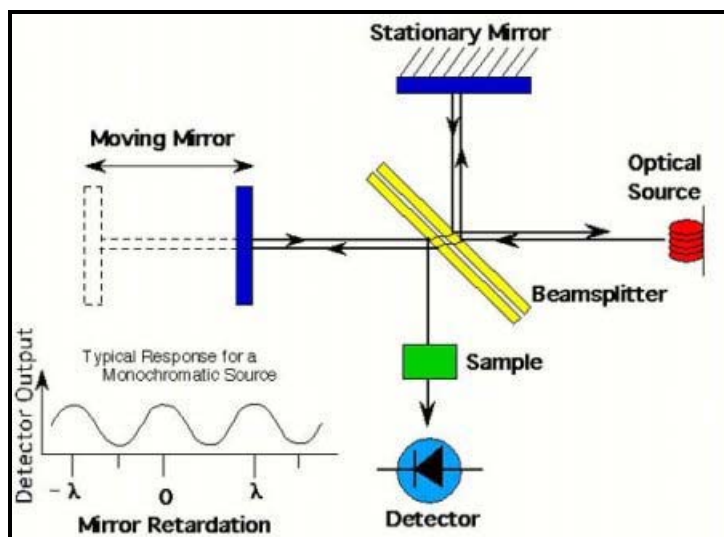 Stationary Mirror
Moving Mirror
Optical
Source
Beamsplitter
Typical Response for a
Monochromatic Source
Sample
Detector Output
- λ
0
λ
Mirror Retardation
Detector